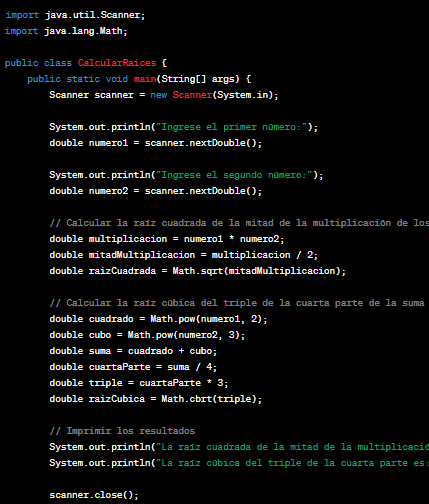 import java.util.Scanner;
import java.lang.Math;
public class CalcularRaices {
public static void main(String[] args) {
Scanner scanner = new Scanner(System.in);
System.out.println("Ingrese el primer número:");
double numero1 = scanner.nextDouble();
System.out.println("Ingrese el segundo número:");
double numero2 = scanner.nextDouble();
// Calcular la raíz cuadrada de la mitad de la multiplicación de los
double multiplicacion = numero1 * numero2;
double mitadMultiplicacion = multiplicacion / 2;
double raizCuadrada = Math.sqrt(mitadMultiplicacion);
// Calcular la raíz cúbica del triple de la cuarta parte de la suma
double cuadrado = Math.pow(numero1, 2);
double cubo = Math.pow(numero2, 3);
double suma = cuadrado + cubo;
double cuartaParte = suma / 4;
double triple = cuartaParte * 3;
double raizCubica = Math.cbrt(triple);
// Imprimir los resultados
System.out.println("La raíz cuadrada de la mitad de la multiplicaci
System.out.println("La raíz cúbica del triple de la cuarta parte es:
scanner.close();